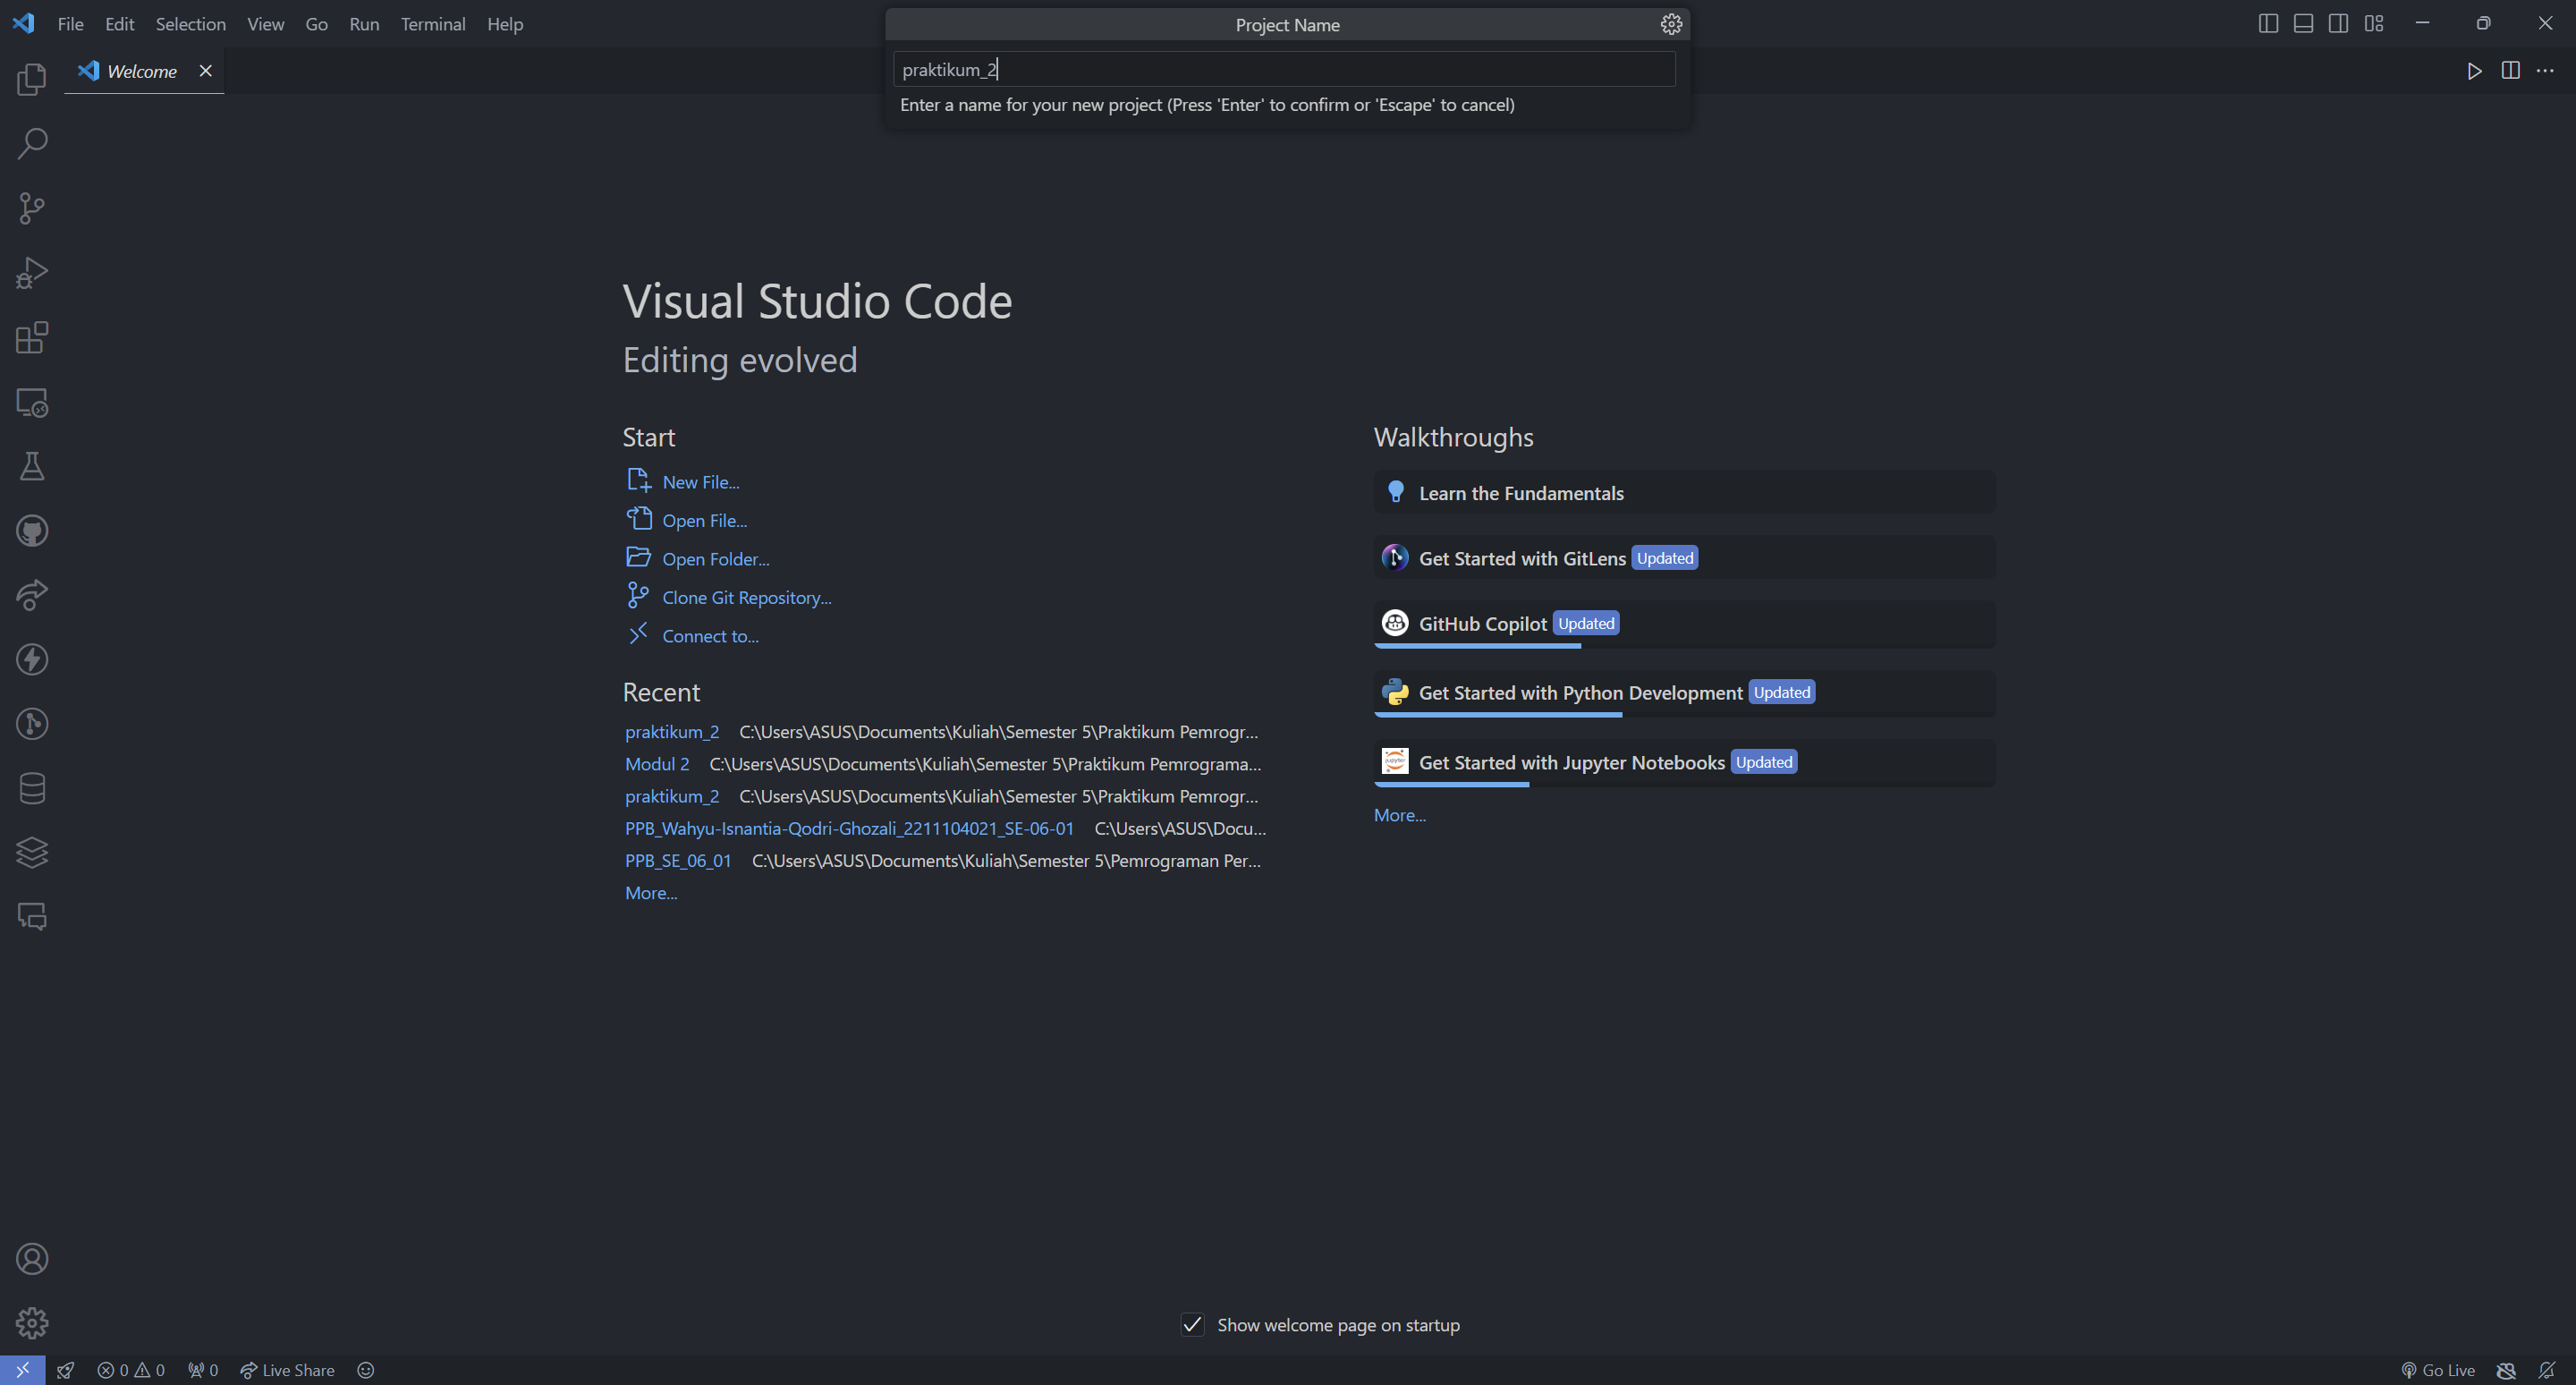 File Edit Selection View Go Run Terminal Help
Project Name
praktikum_2
Enter a name for your new project (Press 'Enter' to confirm or 'Escape' to cancel)
Welcome
Visual Studio Code
Editing evolved
Start
New File...
Open File...
Open Folder...
Clone Git Repository...
Connect to...
Recent
praktikum_2 C:\Users\ASUS\Documents\Kuliah\Semester 5\Praktikum Pemrogr...
Modul 2 C:\Users\ASUS\Documents\Kuliah\Semester 5\Praktikum Pemrograma...
praktikum_2 C:\Users\ASUS\Documents\Kuliah\Semester 5\Praktikum Pemrogr...
PPB_Wahyu-Isnantia-Qodri-Ghozali_2211104021_SE-06-01 C:\Users\ASUS\Docu...
PPB_SE_06_01 C:\Users\ASUS\Documents\Kuliah\Semester 5\Pemrograman Per...
More...
Walkthroughs
Learn the Fundamentals
Get Started with GitLens Updated
GitHub Copilot Updated
Get Started with Python Development Updated
Jupyter
Get Started with Jupyter Notebooks Updated
More...
Show welcome page on startup
0 0 0 Live Share Go Live